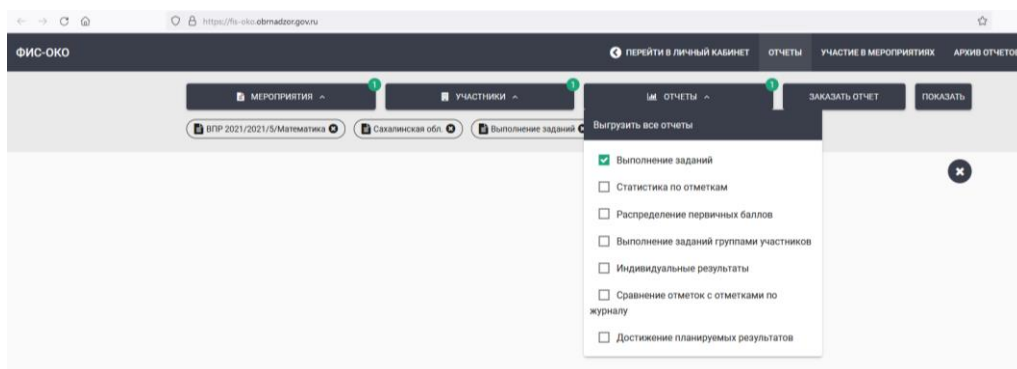 https://fis-oko.obrnadzor.gov.ru
ФИС-ОКО
ПЕРЕЙТИ В ЛИЧНЫЙ КАБИНЕТ
ОТЧЕТЫ
УЧАСТИЕ В МЕРОПРИЯТИЯХ
АРХИВ ОТЧЕТО
МЕРОПРИЯТИЯ
1
УЧАСТНИКИ
1
ОТЧЕТЫ
1
ЗАКАЗАТЬ ОТЧЕТ
ПОКАЗАТЬ
ВПР 2021/2021/5/Математика
Сахалинская обл.
Выполнение заданий
Выгрузить все отчеты
Выполнение заданий
Статистика по отметкам
Распределение первичных баллов
Выполнение заданий группами участников
Индивидуальные результаты
Сравнение отметок с отметками по
журналу
Достижение планируемых результатов